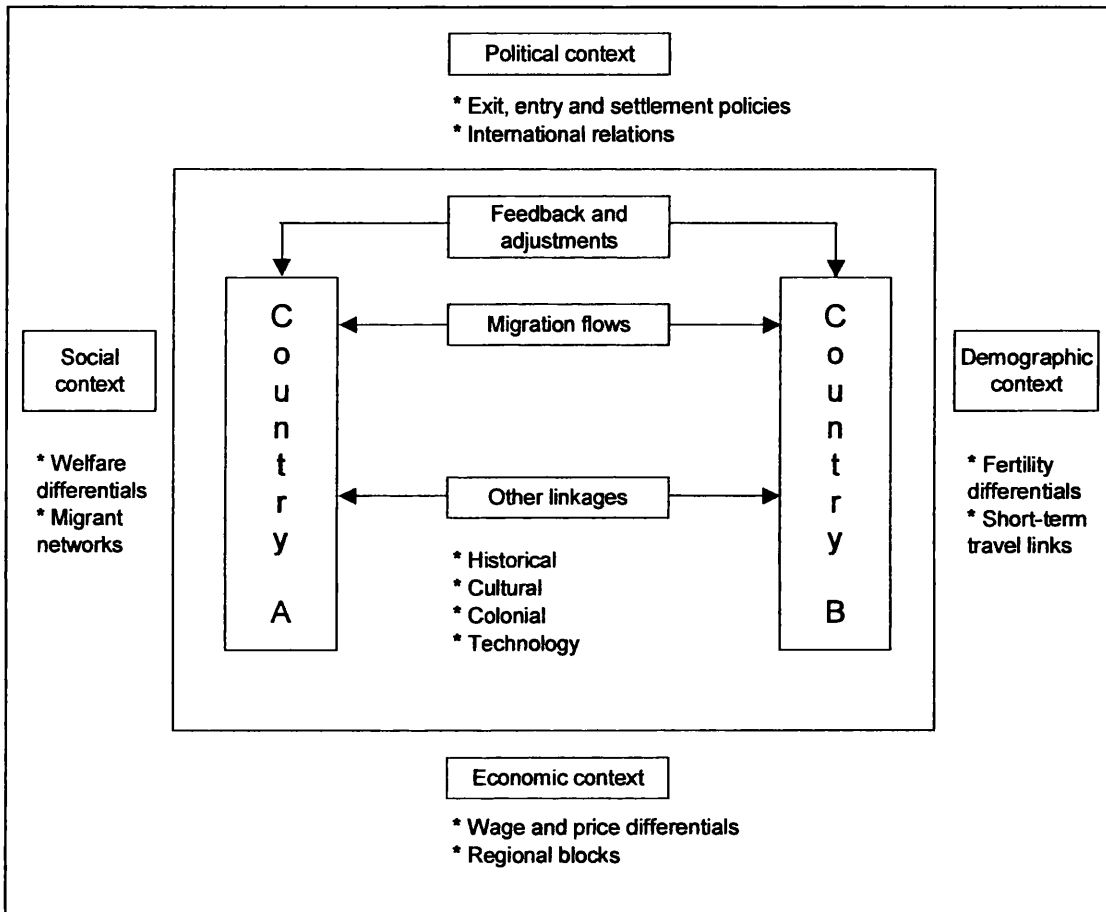 Political context
* Exit, entry and settlement policies
* International relations
Feedback and
adjustments
Country A
Migration flows
Country B
Social
context
Demographic
context
* Welfare
differentials
* Migrant
networks
Other linkages
* Fertility
differentials
* Short-term
travel links
* Historical
* Cultural
* Colonial
* Technology
Economic context
* Wage and price differentials
* Regional blocks